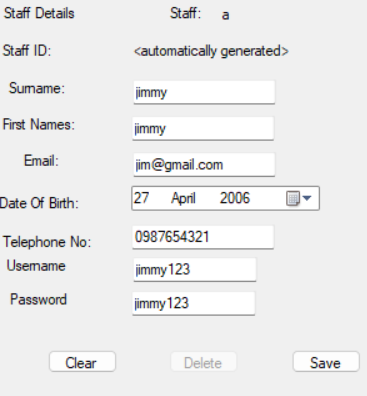 Staff Details Staff: a
Staff ID: <automatically generated>
Surname: jimmy
First Names: jimmy
Email: jim@gmail.com
Date Of Birth: 27 April 2006
Telephone No: 0987654321
Username jimmy123
Password jimmy123
Clear Delete Save